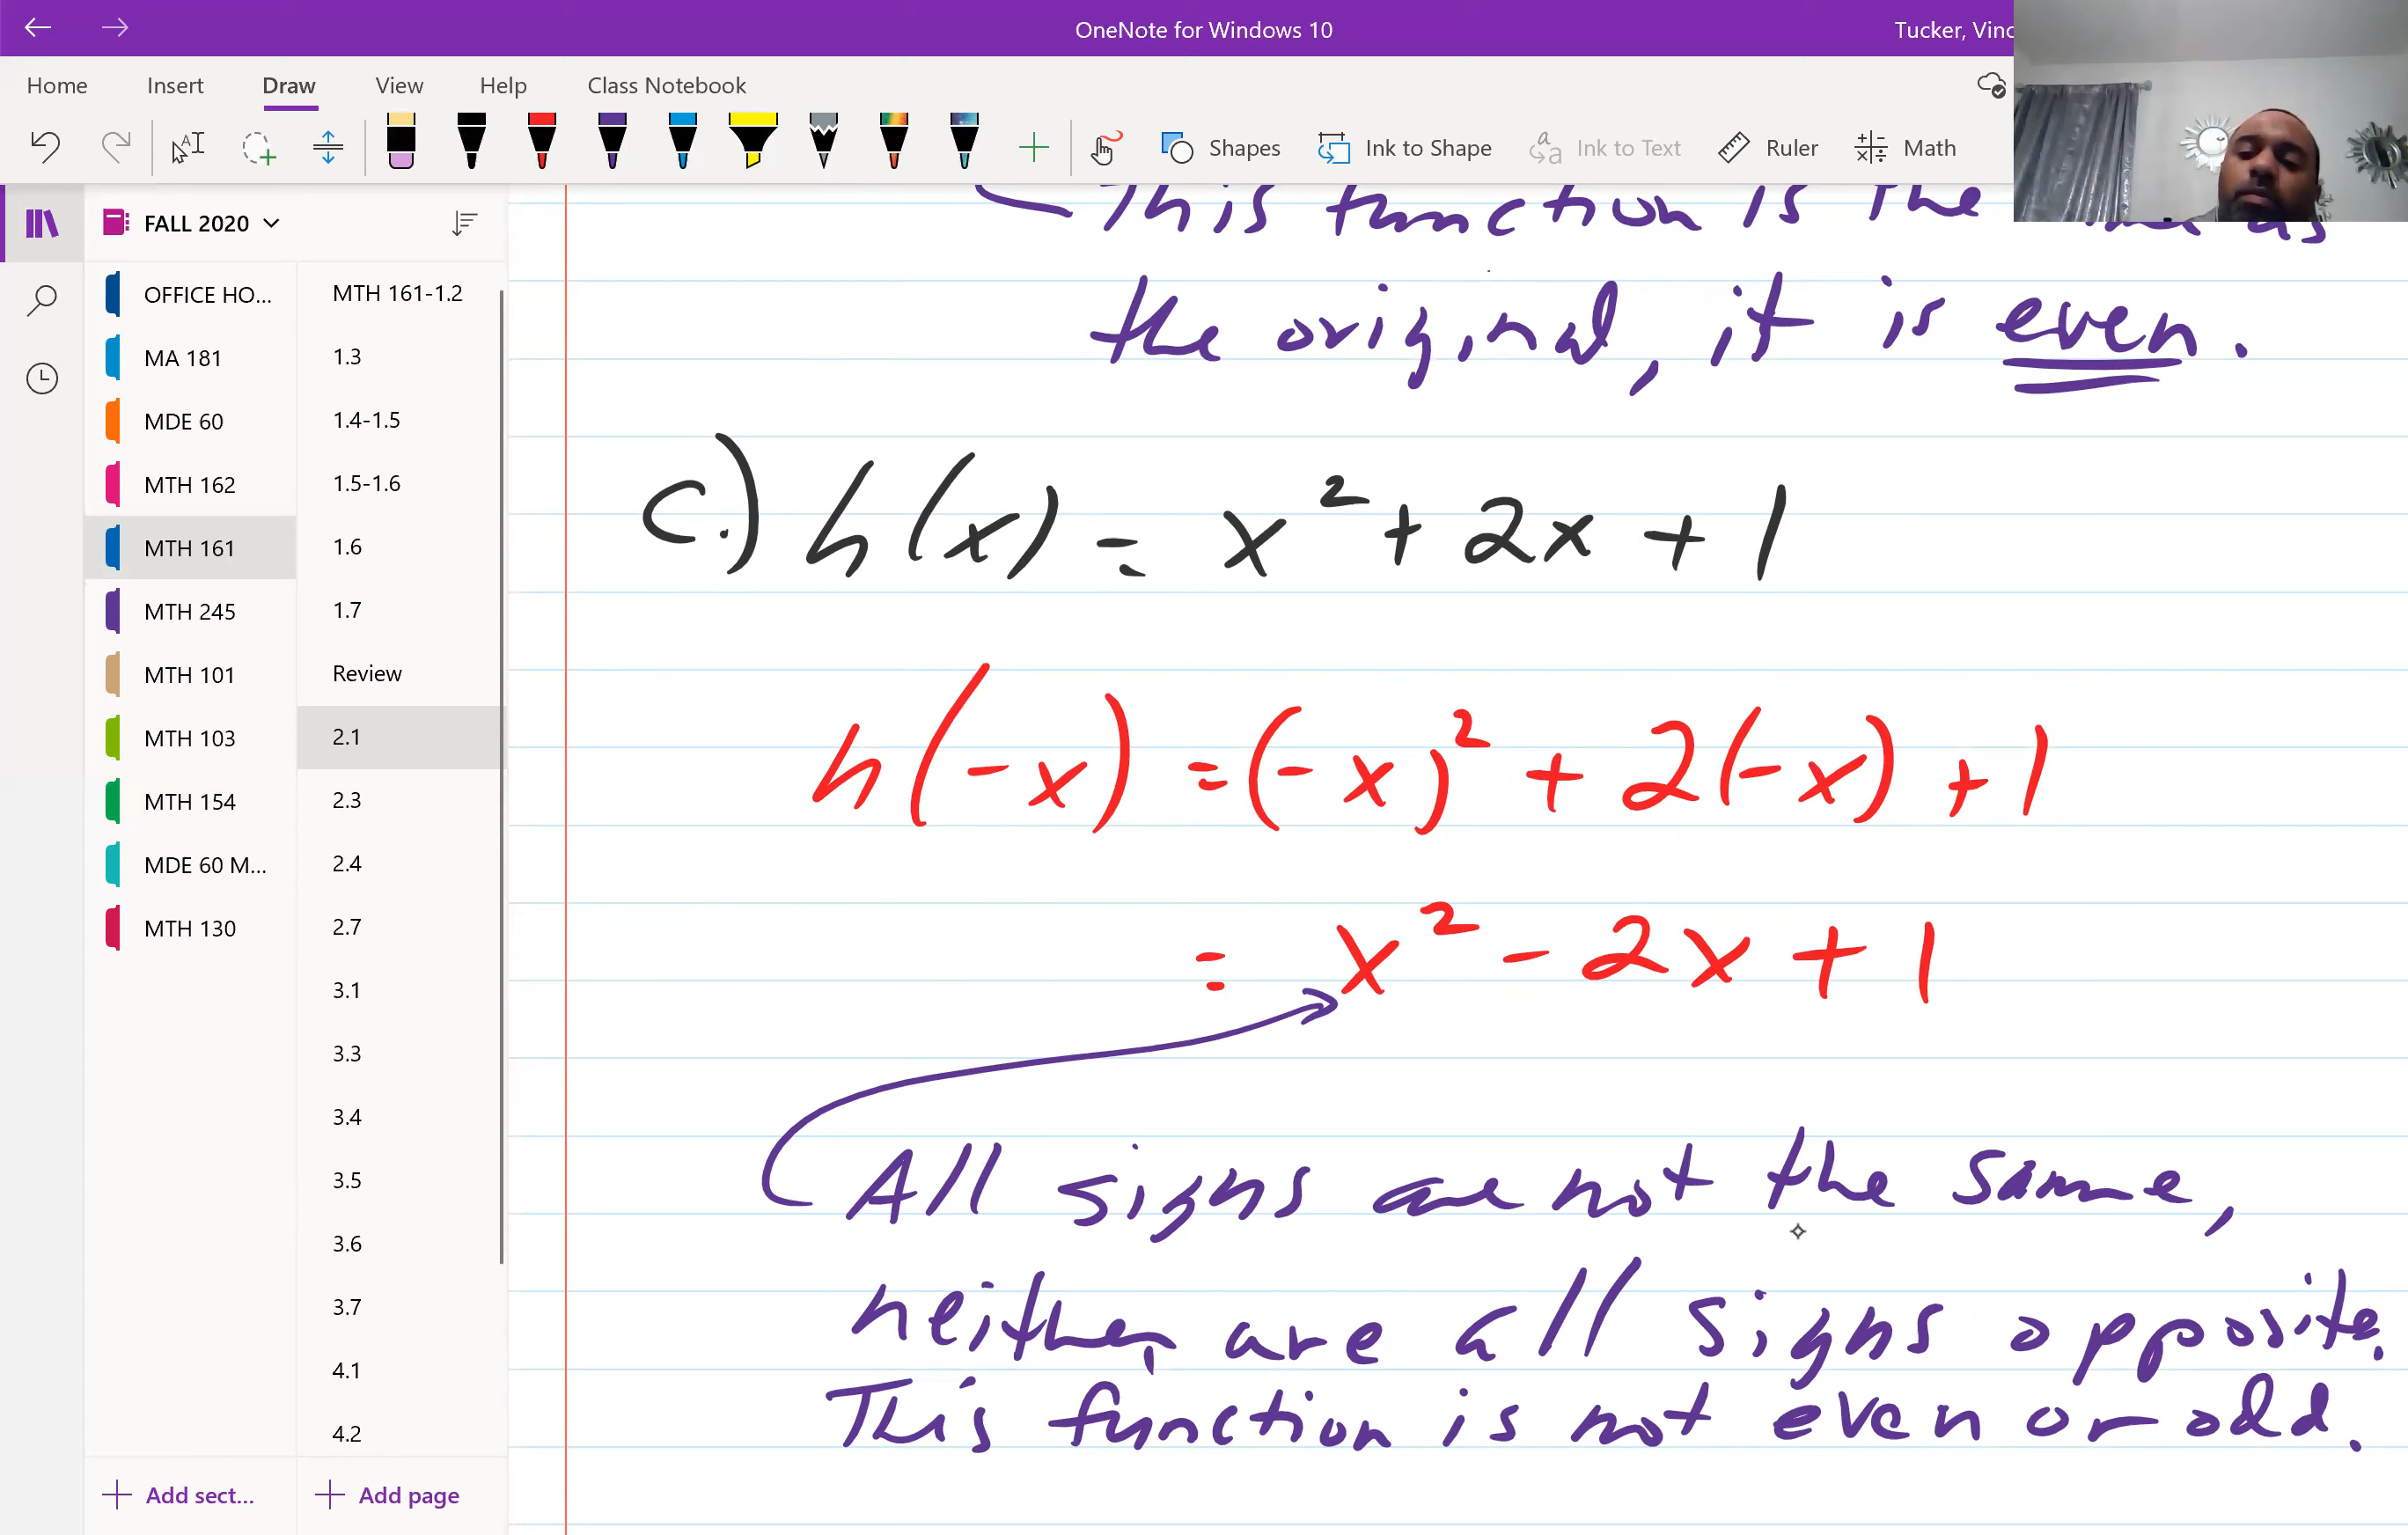 OneNote for Windows 10
Tucker, Vinc
Home Insert Draw View Help Class Notebook
Shapes Ink to Shape Ink to Text Ruler Math
FALL 2020
OFFICE HO...
MA 181
MDE 60
MTH 162
MTH 161
MTH 245
MTH 101
MTH 103
MTH 154
MDE 60 M...
MTH 130
Add sect...
MTH 161-1.2
1.3
1.4-1.5
1.5-1.6
1.6
1.7
Review
2.1
2.3
2.4
2.7
3.1
3.3
3.4
3.5
3.6
3.7
4.1
4.2
Add page
This function is the as
the original, it is even.
c.) h(x) = x² + 2x + 1
h(-x) = (-x)² + 2(-x) + 1
= x² - 2x + 1
All signs are not the same,
neither are all signs opposite.
This function is not even or odd.